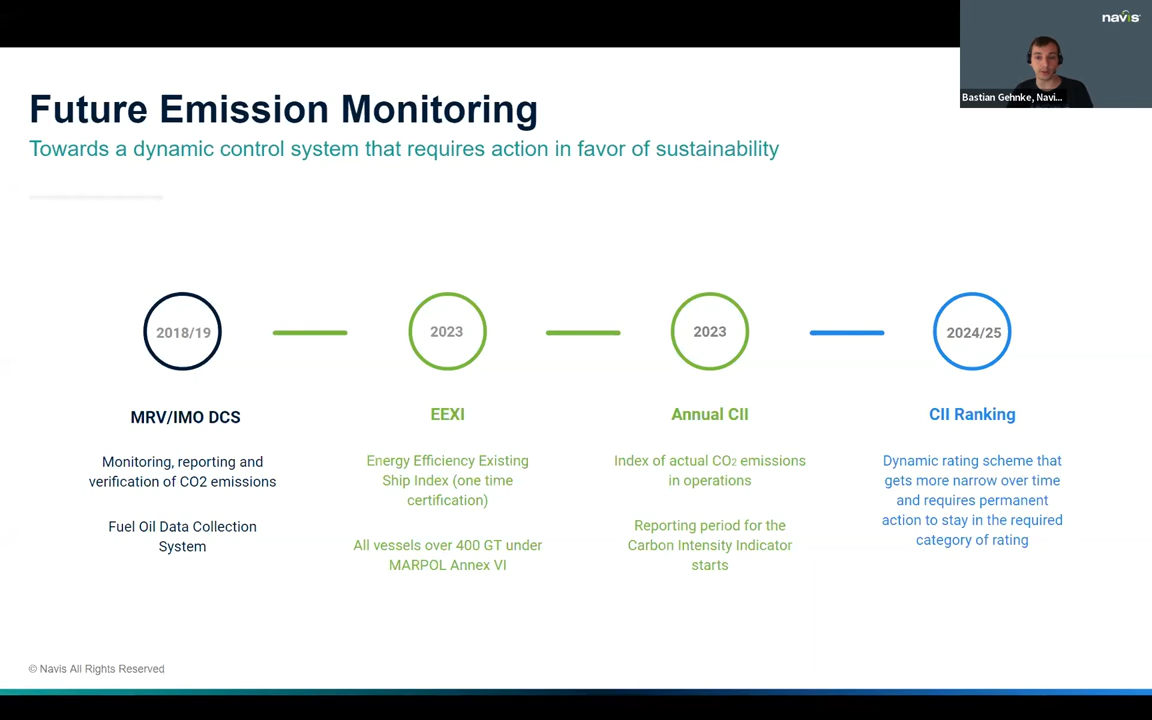 navis
Bastian Gehnke, Navi...
Future Emission Monitoring
Towards a dynamic control system that requires action in favor of sustainability
2018/19
2023
2023
2024/25
MRV/IMO DCS
Monitoring, reporting and
verification of CO2 emissions
Fuel Oil Data Collection
System
EEXI
Energy Efficiency Existing
Ship Index (one time
certification)
All vessels over 400 GT under
MARPOL Annex VI
Annual CII
Index of actual CO₂ emissions
in operations
Reporting period for the
Carbon Intensity Indicator
starts
CII Ranking
Dynamic rating scheme that
gets more narrow over time
and requires permanent
action to stay in the required
category of rating
© Navis All Rights Reserved